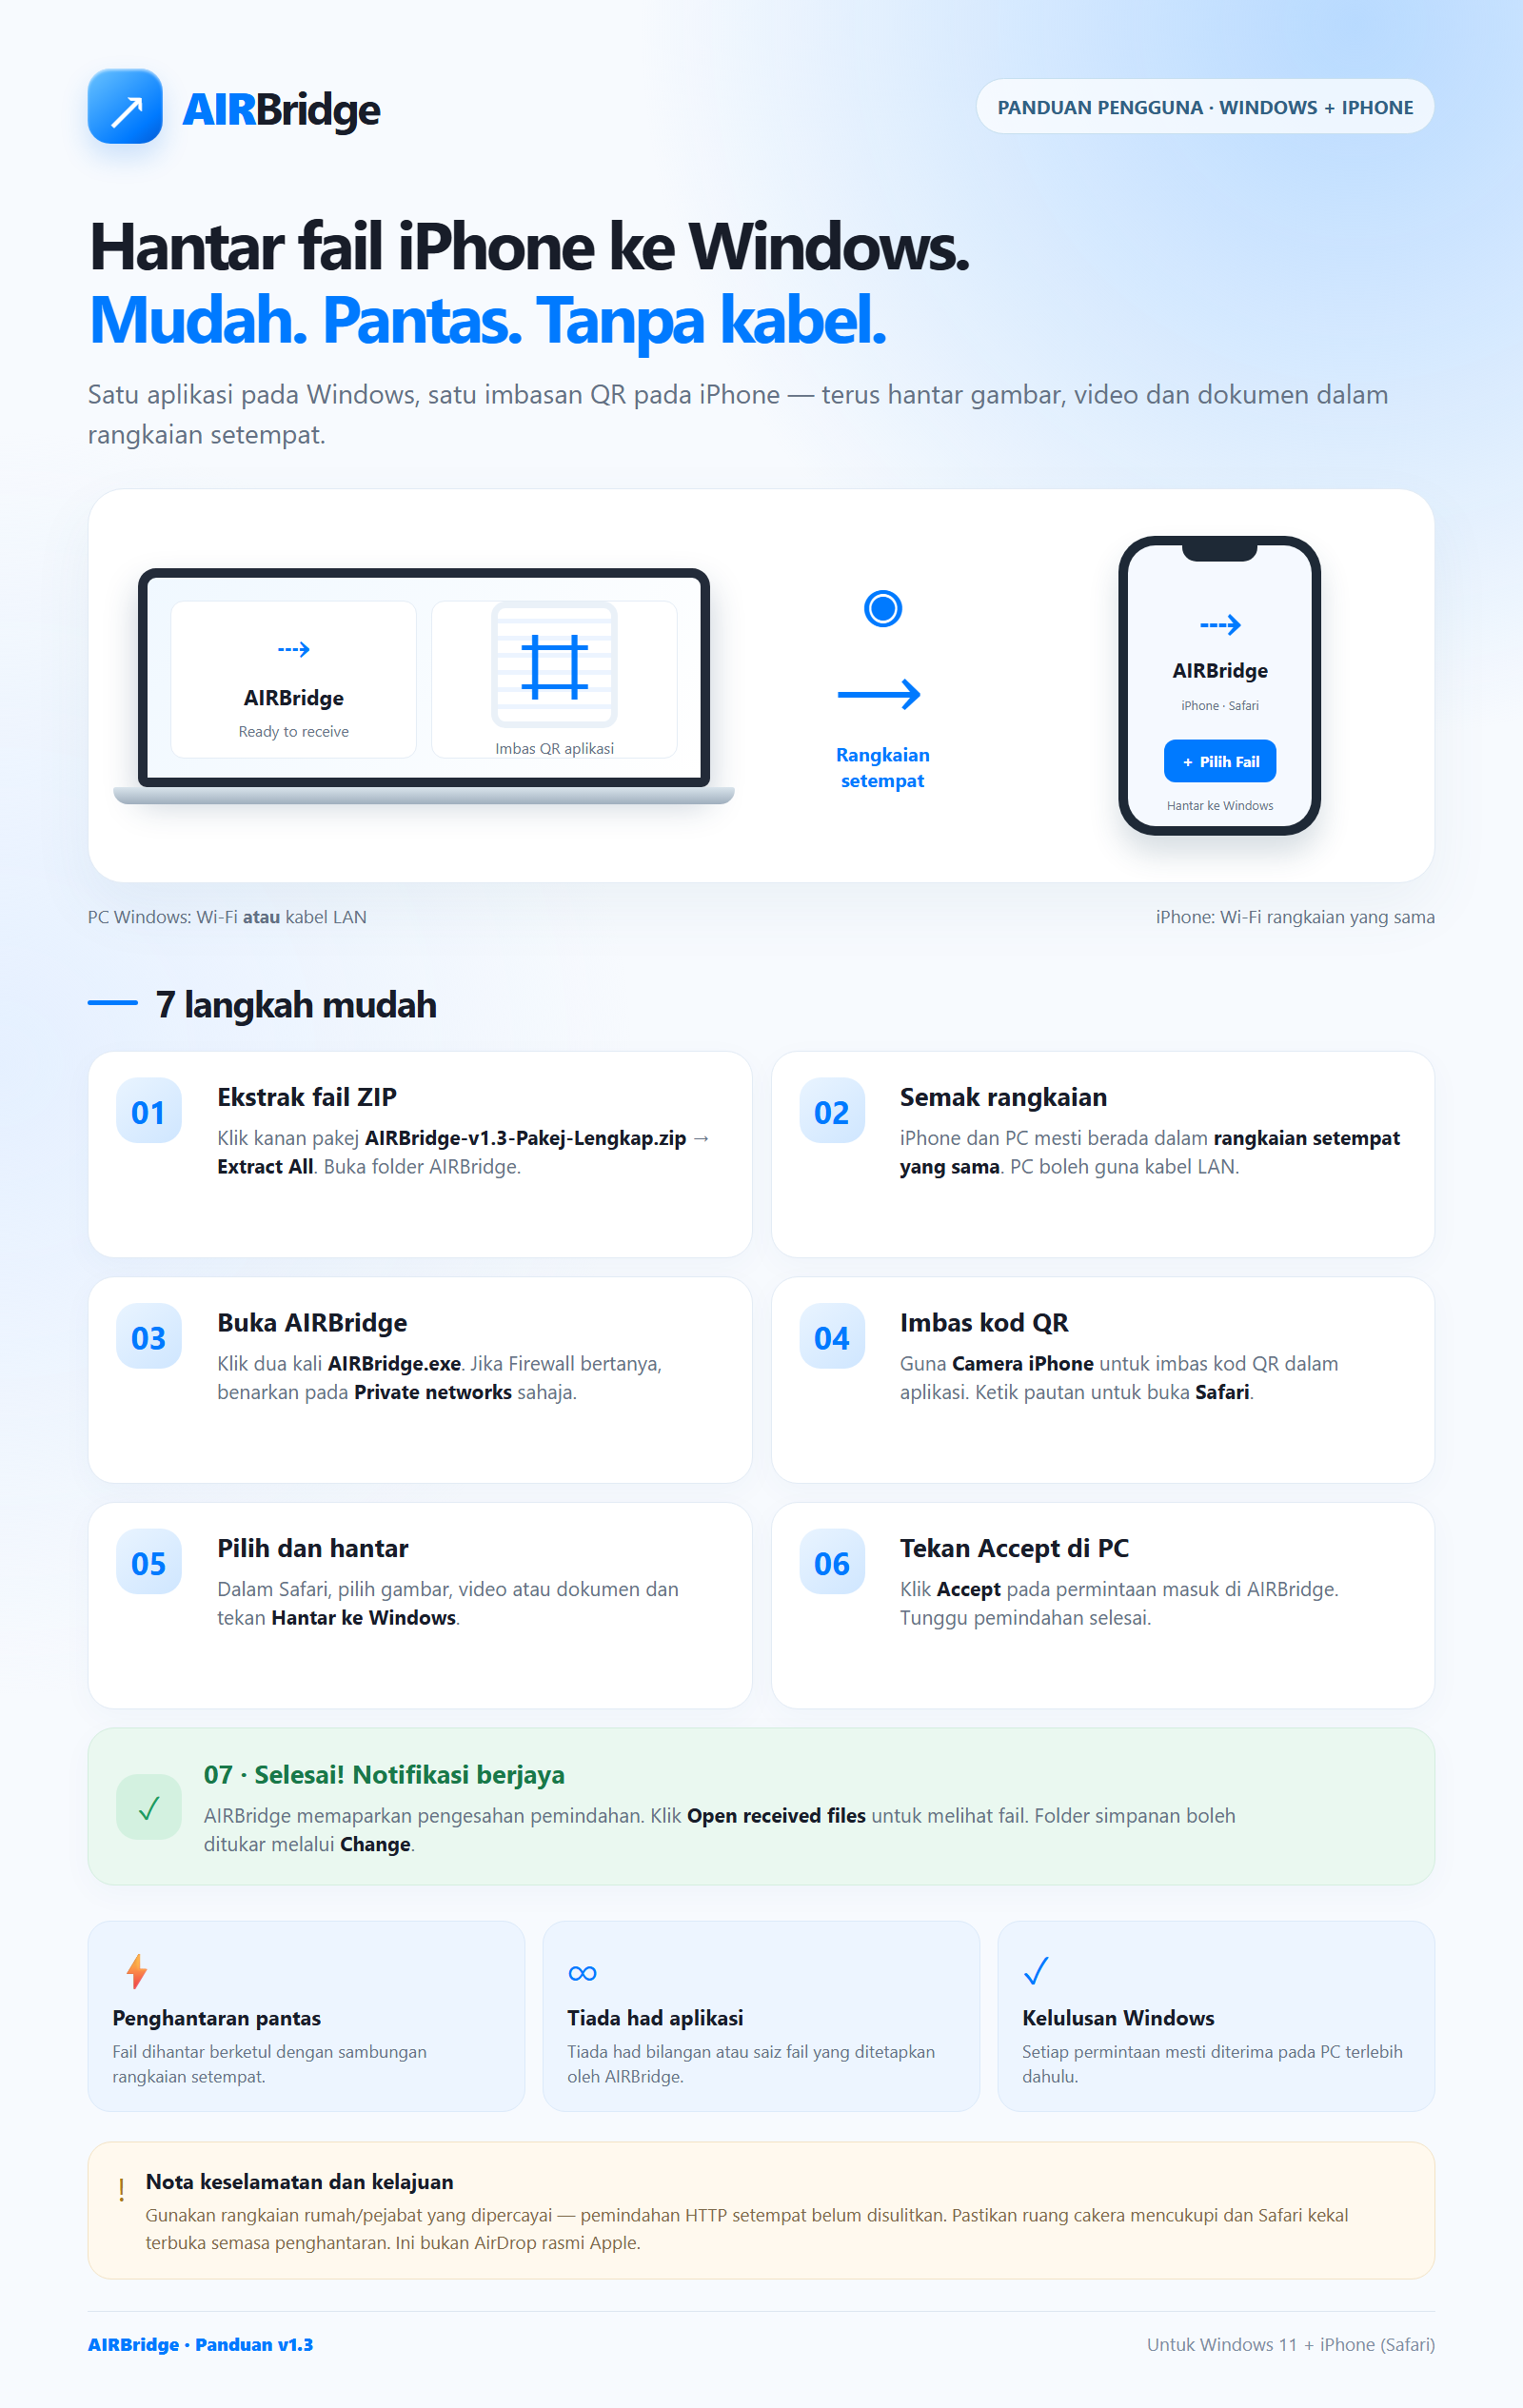 AIRBridge
PANDUAN PENGGUNA · WINDOWS + IPHONE
Hantar fail iPhone ke Windows.
Mudah. Pantas. Tanpa kabel.
Satu aplikasi pada Windows, satu imbasan QR pada iPhone — terus hantar gambar, video dan dokumen dalam
rangkaian setempat.
AIRBridge
Ready to receive
Imbas QR aplikasi
Rangkaian
setempat
AIRBridge
iPhone · Safari
+ Pilih Fail
Hantar ke Windows
PC Windows: Wi-Fi atau kabel LAN
iPhone: Wi-Fi rangkaian yang sama
7 langkah mudah
01
Ekstrak fail ZIP
Klik kanan pakej AIRBridge-v1.3-Pakej-Lengkap.zip →
Extract All. Buka folder AIRBridge.
02
Semak rangkaian
iPhone dan PC mesti berada dalam rangkaian setempat
yang sama. PC boleh guna kabel LAN.
03
Buka AIRBridge
Klik dua kali AIRBridge.exe. Jika Firewall bertanya,
benarkan pada Private networks sahaja.
04
Imbas kod QR
Guna Camera iPhone untuk imbas kod QR dalam
aplikasi. Ketik pautan untuk buka Safari.
05
Pilih dan hantar
Dalam Safari, pilih gambar, video atau dokumen dan
tekan Hantar ke Windows.
06
Tekan Accept di PC
Klik Accept pada permintaan masuk di AIRBridge.
Tunggu pemindahan selesai.
07 · Selesai! Notifikasi berjaya
AIRBridge memaparkan pengesahan pemindahan. Klik Open received files untuk melihat fail. Folder simpanan boleh
ditukar melalui Change.
Penghantaran pantas
Fail dihantar berketul dengan sambungan
rangkaian setempat.
Tiada had aplikasi
Tiada had bilangan atau saiz fail yang ditetapkan
oleh AIRBridge.
Kelulusan Windows
Setiap permintaan mesti diterima pada PC terlebih
dahulu.
! Nota keselamatan dan kelajuan
Gunakan rangkaian rumah/pejabat yang dipercayai — pemindahan HTTP setempat belum disulitkan. Pastikan ruang cakera mencukupi dan Safari kekal
terbuka semasa penghantaran. Ini bukan AirDrop rasmi Apple.
AIRBridge · Panduan v1.3
Untuk Windows 11 + iPhone (Safari)